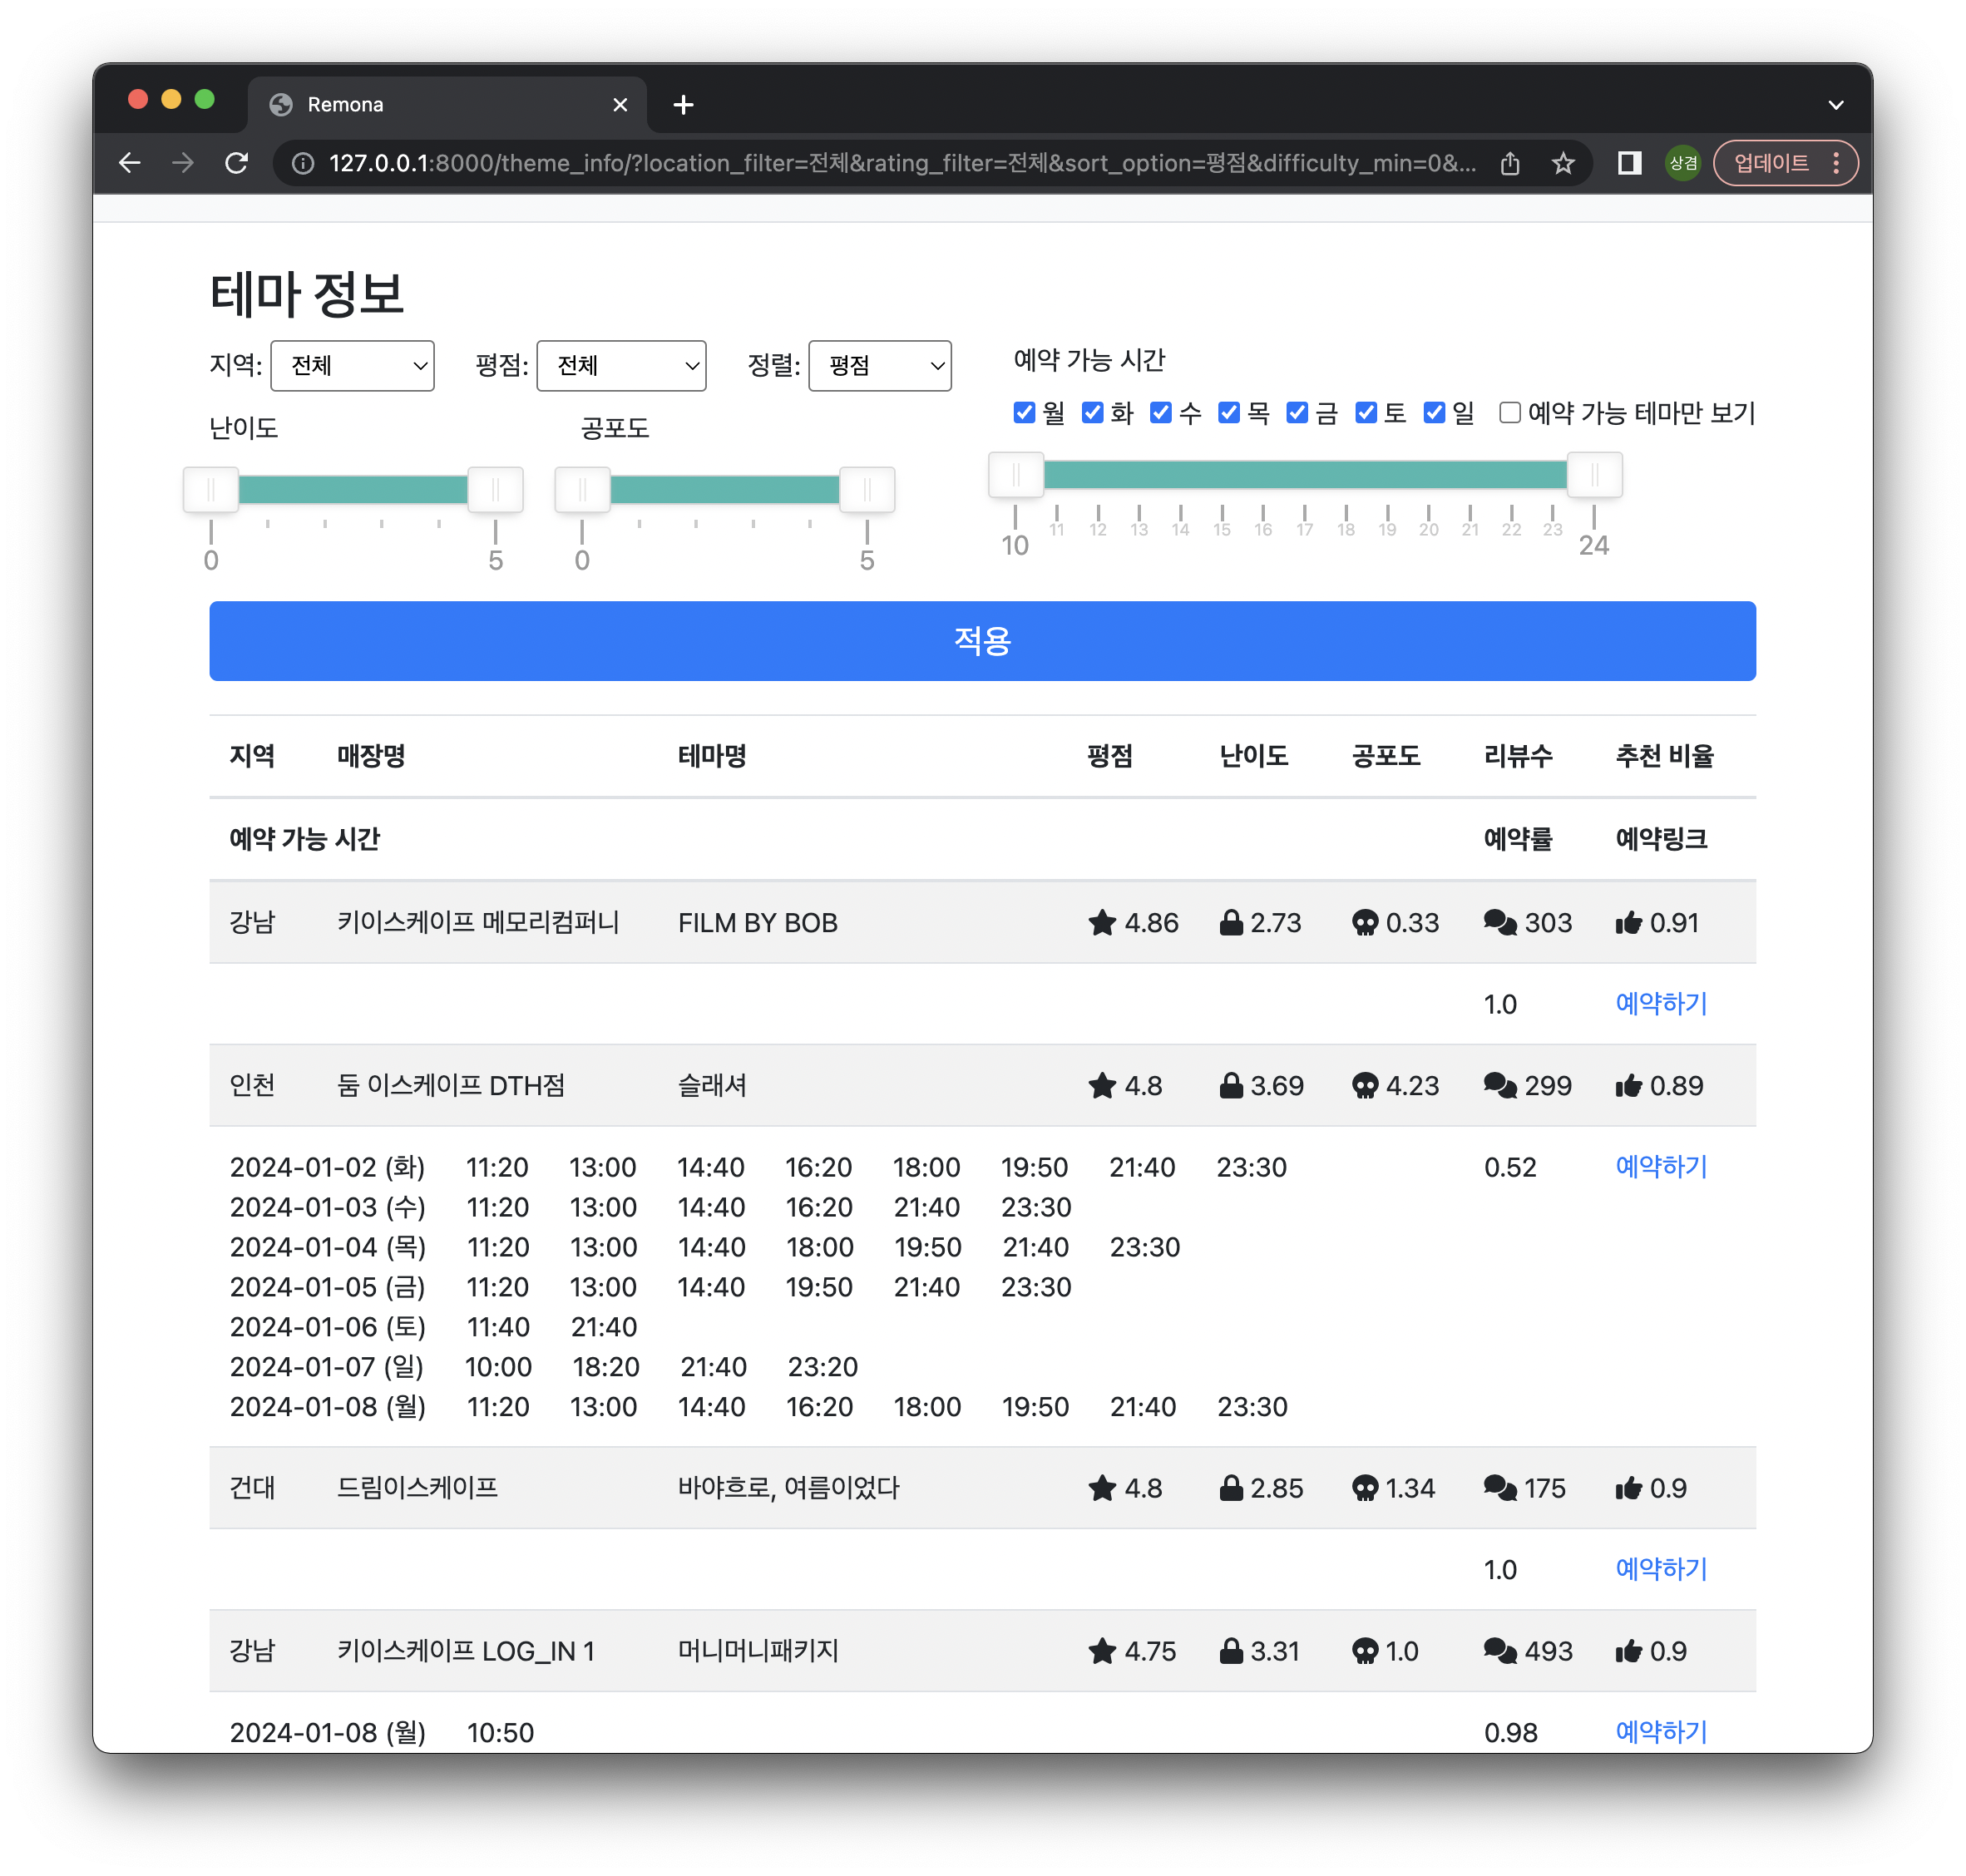 Remona
127.0.0.1:8000/theme_info/?location_filter=전체&rating_filter=전체&sort_option=평점&difficulty_min=0&...
상겸
업데이트
테마 정보
지역: 전체 평점: 전체 정렬: 평점
예약 가능 시간
월 화 수 목 금 토 일 예약 가능 테마만 보기
난이도 공포도
0 5 0 5
10 11 12 13 14 15 16 17 18 19 20 21 22 23 24
적용
지역 매장명 테마명 평점 난이도 공포도 리뷰수 추천 비율
예약 가능 시간 예약률 예약링크
강남 키이스케이프 메모리컴퍼니 FILM BY BOB 4.86 2.73 0.33 303 0.91
1.0 예약하기
인천 둠 이스케이프 DTH점 슬래셔 4.8 3.69 4.23 299 0.89
2024-01-02 (화) 11:20 13:00 14:40 16:20 18:00 19:50 21:40 23:30 0.52 예약하기
2024-01-03 (수) 11:20 13:00 14:40 16:20 21:40 23:30
2024-01-04 (목) 11:20 13:00 14:40 18:00 19:50 21:40 23:30
2024-01-05 (금) 11:20 13:00 14:40 19:50 21:40 23:30
2024-01-06 (토) 11:40 21:40
2024-01-07 (일) 10:00 18:20 21:40 23:20
2024-01-08 (월) 11:20 13:00 14:40 16:20 18:00 19:50 21:40 23:30
건대 드림이스케이프 바야흐로, 여름이었다 4.8 2.85 1.34 175 0.9
1.0 예약하기
강남 키이스케이프 LOG_IN 1 머니머니패키지 4.75 3.31 1.0 493 0.9
2024-01-08 (월) 10:50 0.98 예약하기